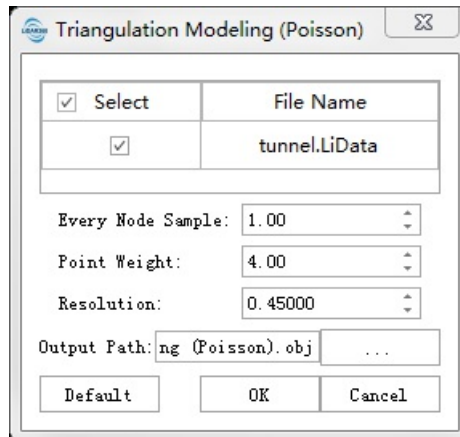 Triangulation Modeling (Poisson)
Select File Name
tunnel.LiData
Every Node Sample: 1.00
Point Weight: 4.00
Resolution: 0.45000
Output Path: ng (Poisson).obj ...
Default OK Cancel